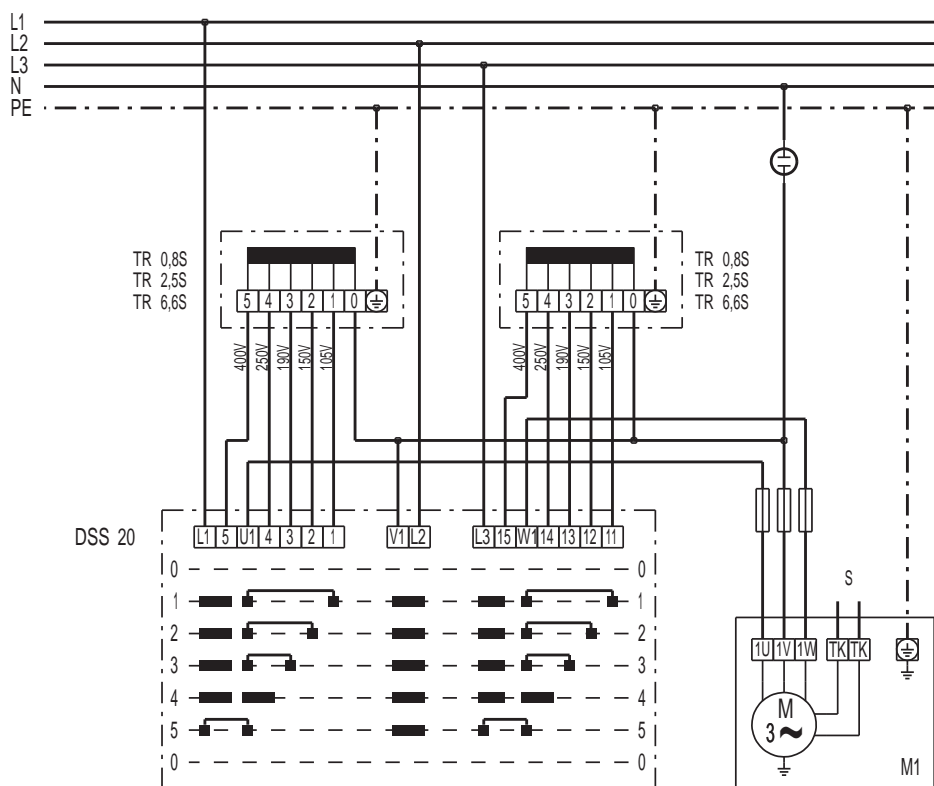 L1
L2
L3
N
PE
TR 0,8S
TR 2,5S
TR 6,6S
5 4 3 2 1 0
400V 250V 190V 150V 105V
TR 0,8S
TR 2,5S
TR 6,6S
5 4 3 2 1 0
400V 250V 190V 150V 105V
DSS 20
L1 5 U1 4 3 2 1
V1 L2
L3 15 W1 14 13 12 11
0 0
1 1
2 2
3 3
4 4
5 5
0 0
S
1U 1V 1W TK TK
M
3~
M1